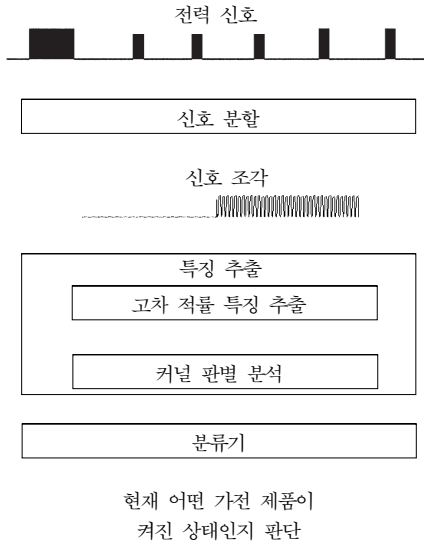 전력 신호
신호 분할
신호 조각
특징 추출
고차 적률 특징 추출
커널 판별 분석
분류기
현재 어떤 가전 제품이
켜진 상태인지 판단